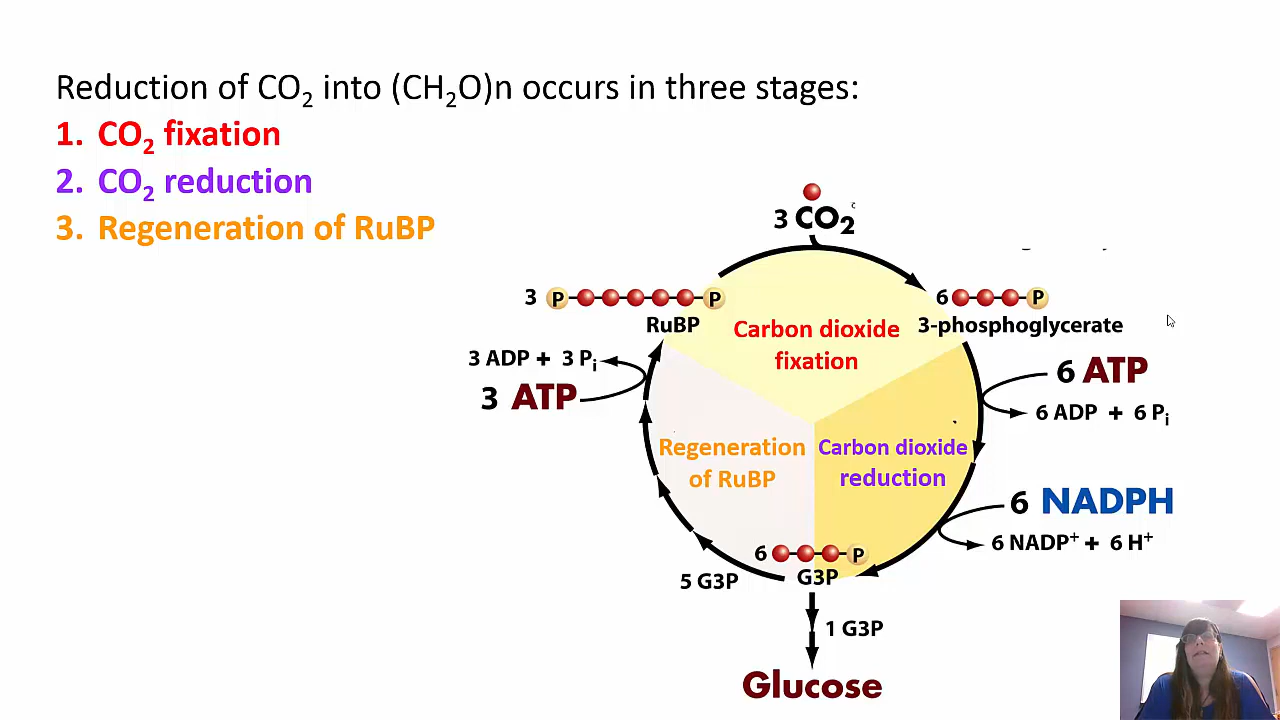 Reduction of CO₂ into (CH₂O)n occurs in three stages:
1. CO₂ fixation
2. CO₂ reduction
3. Regeneration of RuBP
3 CO₂
3 P P
RuBP
6 P
3-phosphoglycerate
Carbon dioxide
fixation
3 ADP + 3 Pᵢ
3 ATP
6 ATP
6 ADP + 6 Pᵢ
Regeneration
of RuBP
Carbon dioxide
reduction
6 NADPH
6 NADP⁺ + 6 H⁺
6 P
G3P
5 G3P
1 G3P
Glucose